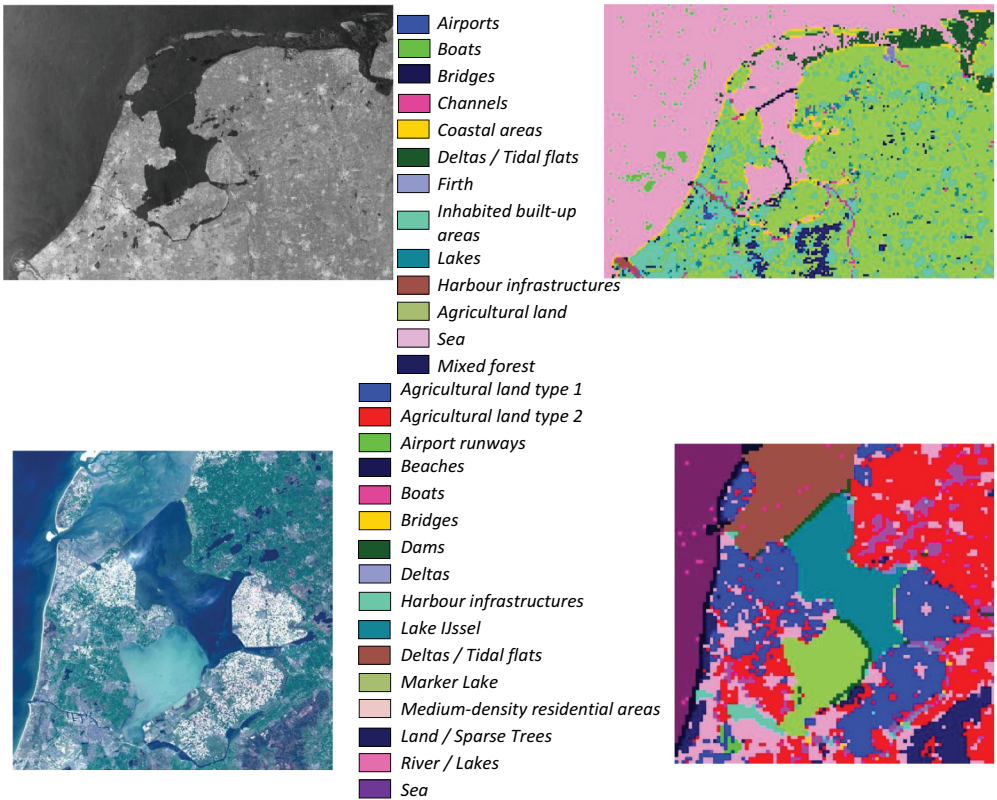 Airports
Boats
Bridges
Channels
Coastal areas
Deltas / Tidal flats
Firth
Inhabited built-up
areas
Lakes
Harbour infrastructures
Agricultural land
Sea
Mixed forest
Agricultural land type 1
Agricultural land type 2
Airport runways
Beaches
Boats
Bridges
Dams
Deltas
Harbour infrastructures
Lake IJssel
Deltas / Tidal flats
Marker Lake
Medium-density residential areas
Land / Sparse Trees
River / Lakes
Sea